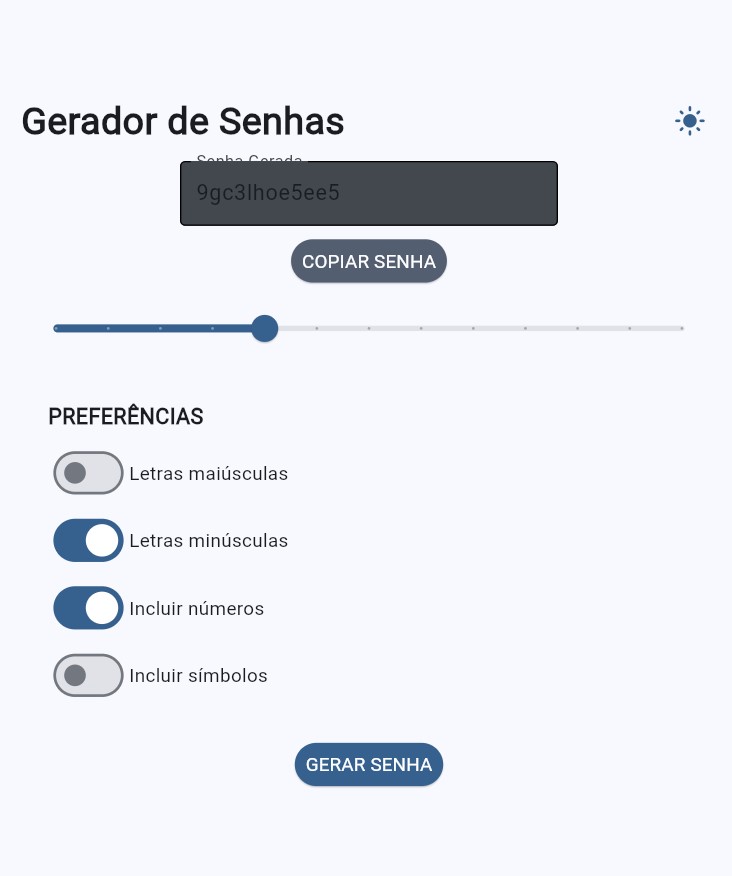 Gerador de Senhas
Senha Gerada
9gc3lhoe5ee5
COPIAR SENHA
PREFERÊNCIAS
Letras maiúsculas
Letras minúsculas
Incluir números
Incluir símbolos
GERAR SENHA